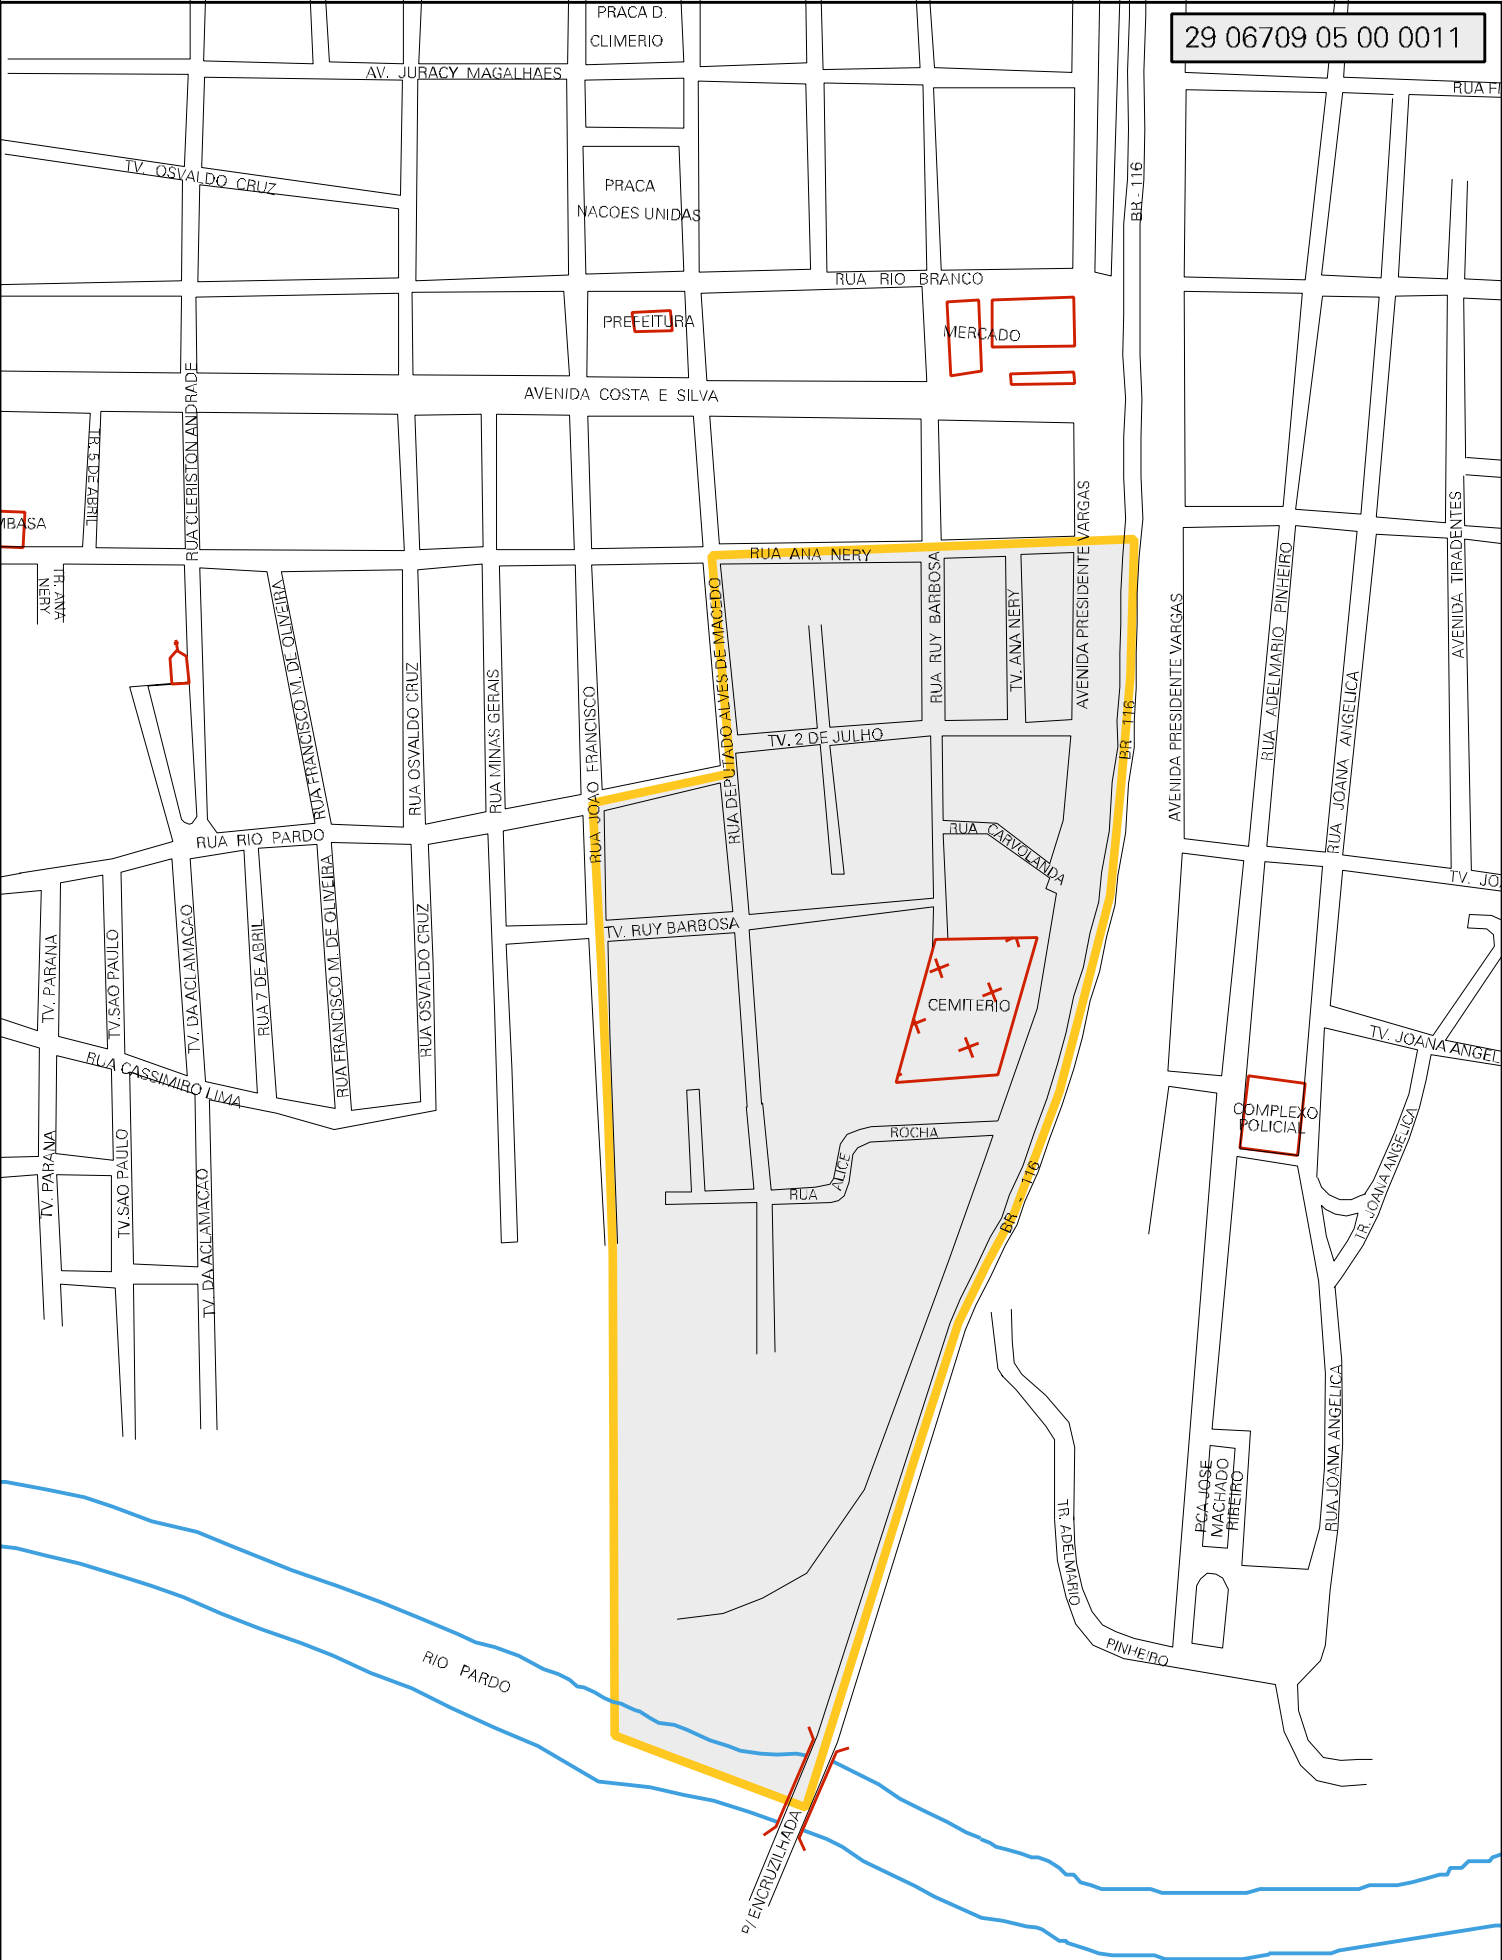 PRACA D.
CLIMERIO
29 06709 05 00 0011
AV. JURACY MAGALHAES
RUA FI
TV. OSVALDO CRUZ
BR - 116
PRACA
NACOES UNIDAS
RUA RIO BRANCO
PREFEITURA
MERCADO
AVENIDA COSTA E SILVA
RUA CLERISTON ANDRADE
TR. 5 DE ABRIL
MBASA
TR. ANA
NERY
RUA ANA NERY
AVENIDA PRESIDENTE VARGAS
RUA RUY BARBOSA
TV. ANA NERY
AVENIDA PRESIDENTE VARGAS
RUA ADELMARIO PINHEIRO
AVENIDA TIRADENTES
RUA JOANA ANGELICA
RUA FRANCISCO M. DE OLIVEIRA
RUA OSVALDO CRUZ
RUA MINAS GERAIS
RUA JOAO FRANCISCO
RUA DEPUTADO ALVES DE MACEDO
TV. 2 DE JULHO
BR 116
RUA RIO PARDO
RUA CARVOLANDA
TV. JOA
TV. RUY BARBOSA
TV. PARANA
TV.SAO PAULO
TV. DA ACLAMACAO
RUA 7 DE ABRIL
RUA FRANCISCO M. DE OLIVEIRA
RUA OSVALDO CRUZ
CEMITERIO
TV. JOANA ANGEL
RUA CASSIMIRO LIMA
COMPLEXO
POLICIAL
RUA ALICE ROCHA
TR. JOANA ANGELICA
TV. PARANA
TV.SAO PAULO
TV. DA ACLAMACAO
BR - 116
RUA JOANA ANGELICA
PCA JOSE
MACHADO
RIBEIRO
TR. ADELMARIO
PINHEIRO
RIO PARDO
P/ ENCRUZILHADA